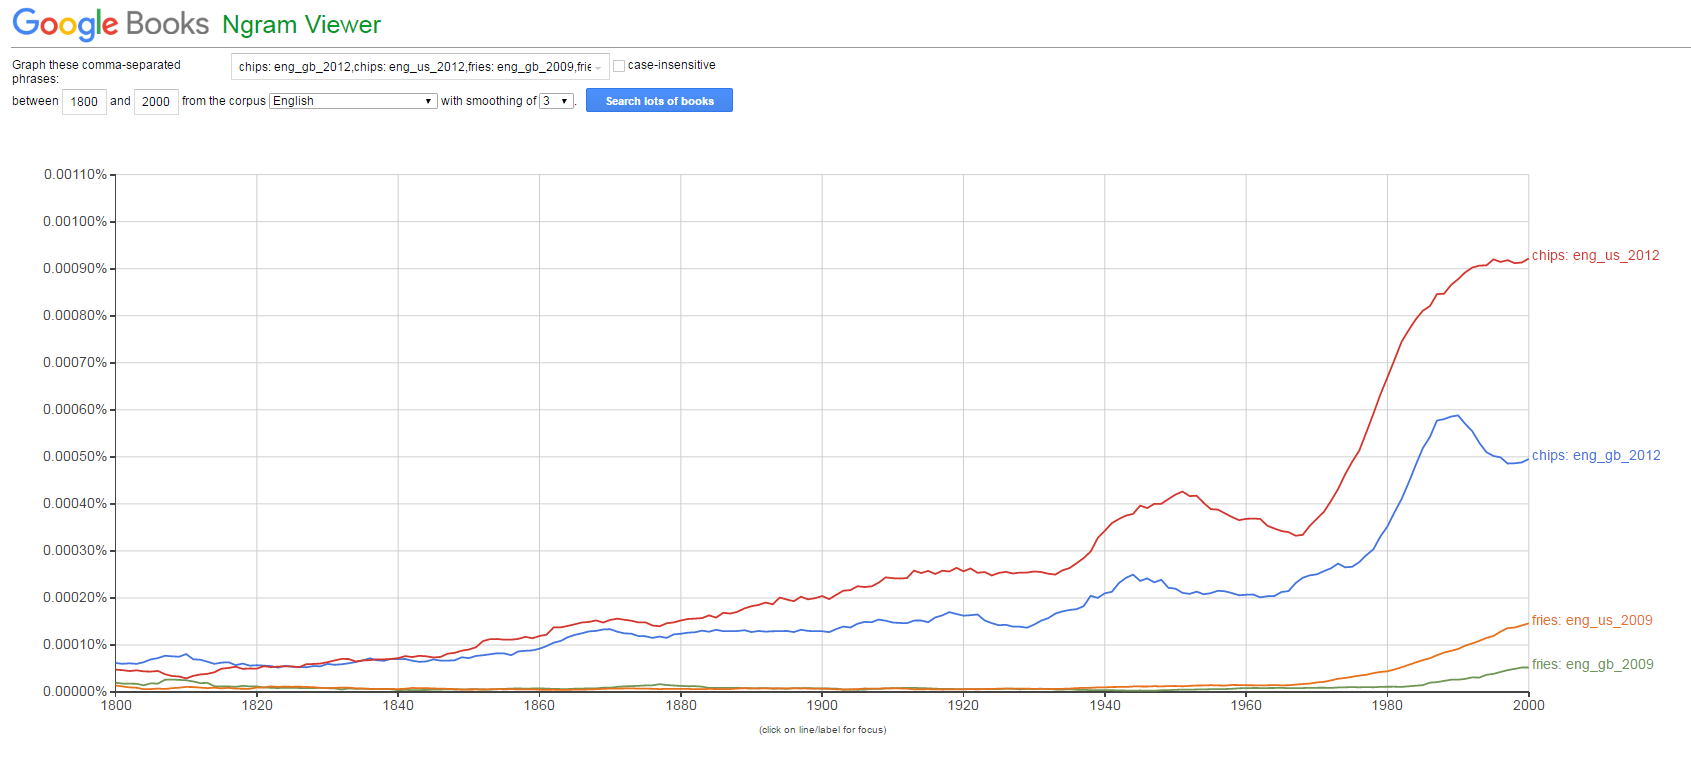 Google Books Ngram Viewer
Graph these comma-separated phrases:
chips: eng_gb_2012,chips: eng_us_2012,fries: eng_gb_2009,frie
case-insensitive
between 1800 and 2000 from the corpus English with smoothing of 3 . Search lots of books
0.00110%
0.00100%
0.00090%
0.00080%
0.00070%
0.00060%
0.00050%
0.00040%
0.00030%
0.00020%
0.00010%
0.00000%
chips: eng_us_2012
chips: eng_gb_2012
fries: eng_us_2009
fries: eng_gb_2009
1800 1820 1840 1860 1880 1900 1920 1940 1960 1980 2000
(click on line/label for focus)